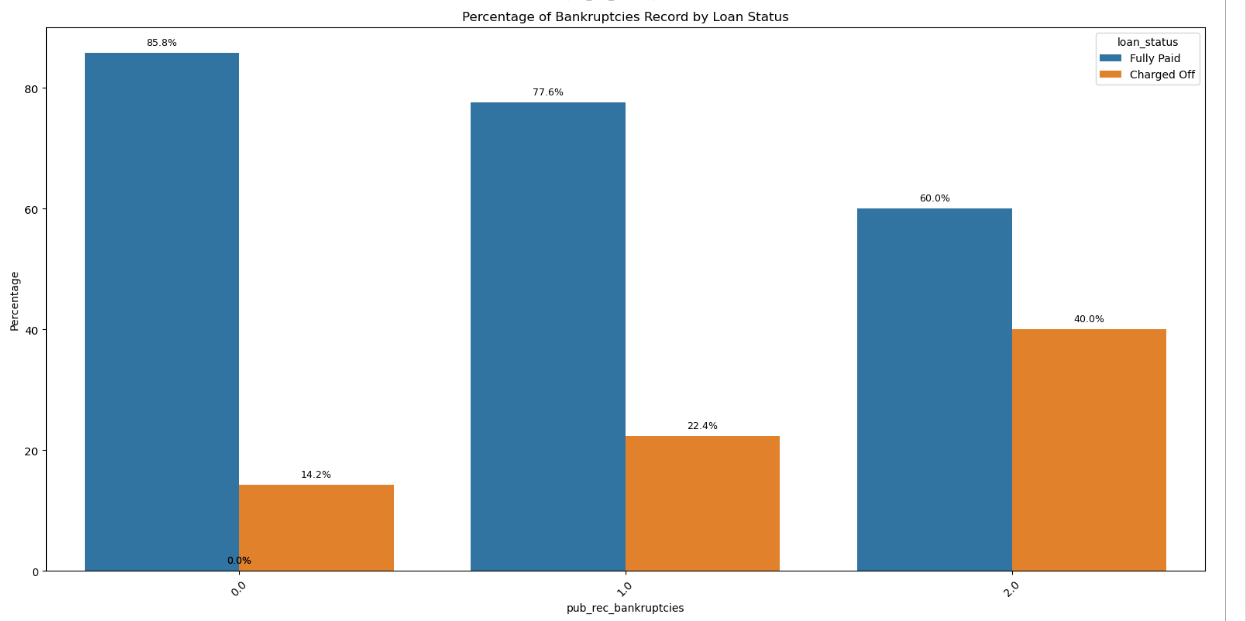 Percentage of Bankruptcies Record by Loan Status
85.8%
loan_status
Fully Paid
Charged Off
80
77.6%
60
60.0%
Percentage
40
40.0%
22.4%
20
14.2%
0.0%
0
0.0
1.0
2.0
pub_rec_bankruptcies